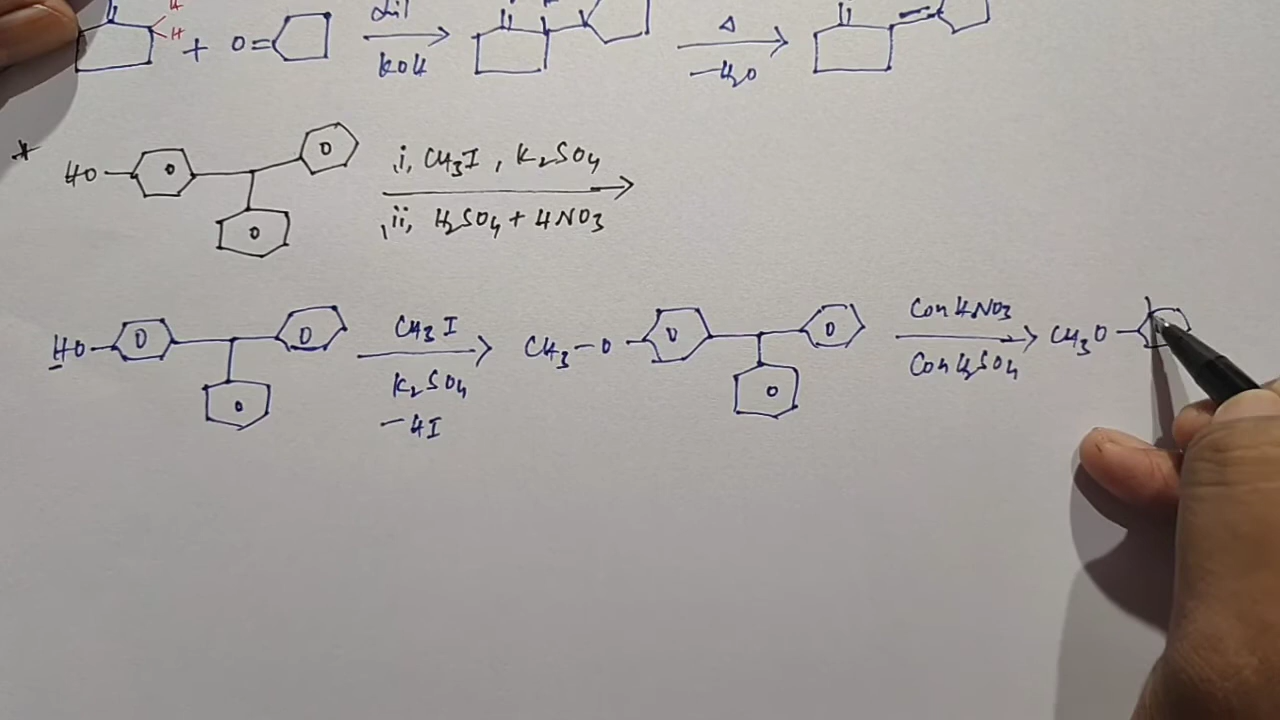 H
H + O= dil KOH Δ -H2O
* HO- i, CH3I, K2SO4
ii, H2SO4 + HNO3
HO- CH3I K2SO4 -HI CH3-O- Con HNO3 Con H2SO4 CH3O-